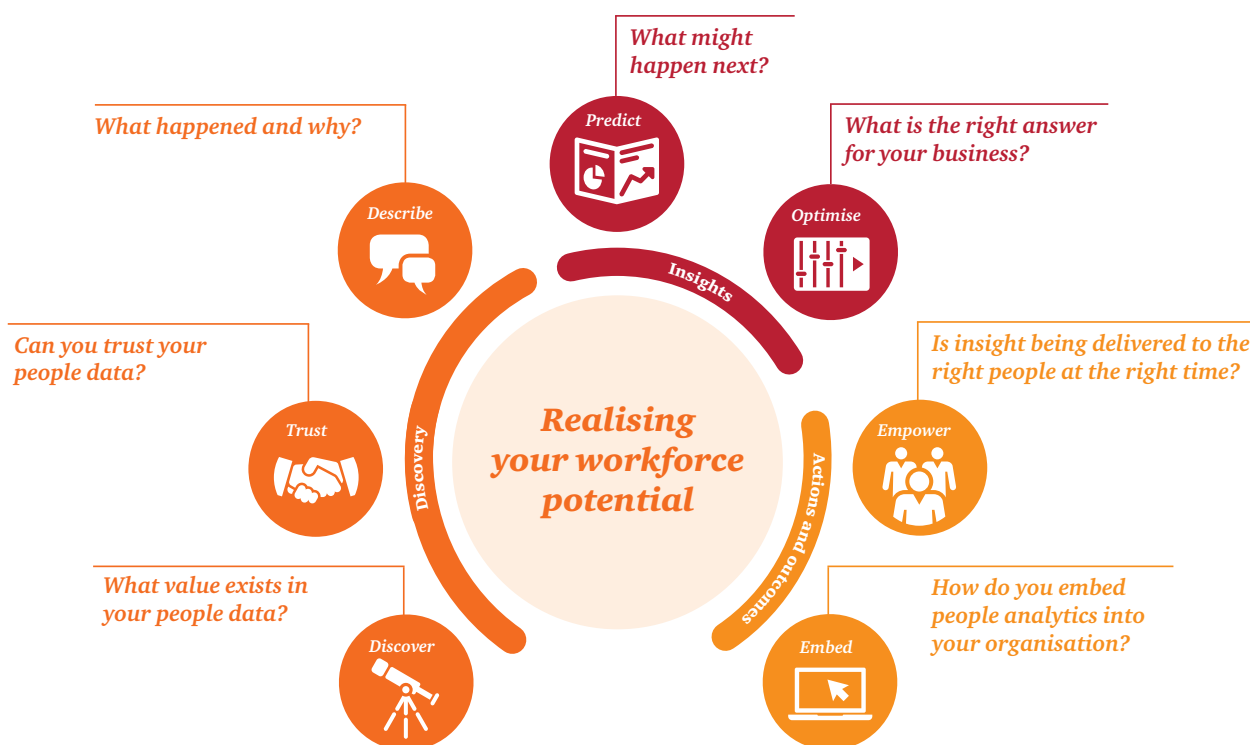 What might
happen next?
Predict
What happened and why?
Describe
What is the right answer
for your business?
Optimise
Insights
Can you trust your
people data?
Trust
Discovery
Realising
your workforce
potential
Is insight being delivered to the
right people at the right time?
Empower
Actions and outcomes
What value exists in
your people data?
Discover
How do you embed
people analytics into
your organisation?
Embed